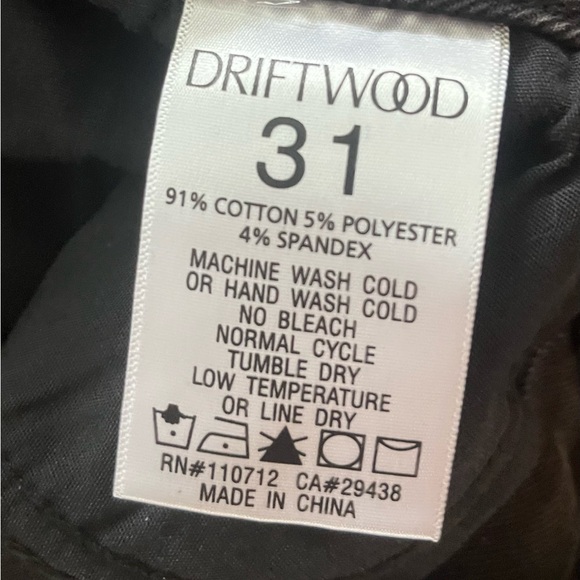 DRIFTWOOD
31
91% COTTON 5% POLYESTER
4% SPANDEX
MACHINE WASH COLD
OR HAND WASH COLD
NO BLEACH
NORMAL CYCLE
TUMBLE DRY
LOW TEMPERATURE
OR LINE DRY
RN#110712 CA#29438
MADE IN CHINA